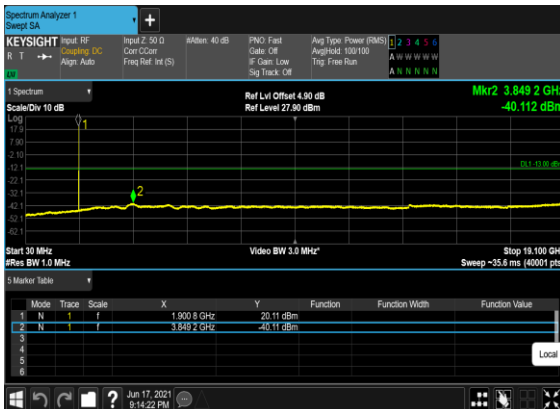 Spectrum Analyzer 1
Swept SA
KEYSIGHT
R T
Input: RF
Coupling: DC
Align: Auto
Input Z: 50 Ω
Corr CCorr
Freq Ref: Int (S)
#Atten: 40 dB
PNO: Fast
Gate: Off
IF Gain: Low
Sig Track: Off
Avg Type: Power (RMS)
Avg|Hold: 100/100
Trig: Free Run
1 2 3 4 5 6
A W W W W W
A N N N N N
1 Spectrum
Scale/Div 10 dB
Ref Lvl Offset 4.90 dB
Ref Level 27.90 dBm
Mkr2 3.849 2 GHz
-40.112 dBm
Log
17.9
7.90
-2.10
-12.1
-22.1
-32.1
-42.1
-52.1
-62.1
1
2
DL1 -13.00 dBm
Start 30 MHz
#Res BW 1.0 MHz
Video BW 3.0 MHz*
Stop 19.100 GHz
Sweep ~35.6 ms (40001 pts
5 Marker Table
Mode Trace Scale X Y Function Function Width Function Value
1 N 1 f 1.900 8 GHz 20.11 dBm
2 N 1 f 3.849 2 GHz -40.11 dBm
3
4
5
6
Local
? Jun 17, 2021
9:14:22 PM